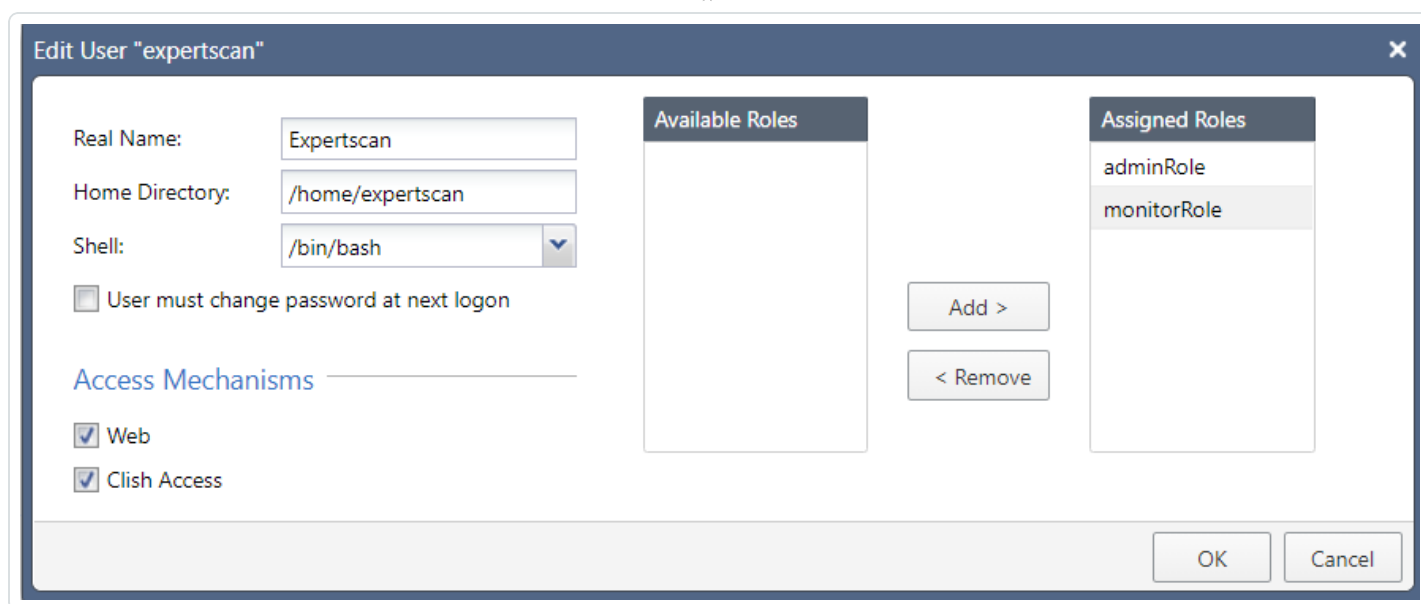 Edit User "expertscan"
Real Name:
Expertscan
Home Directory:
/home/expertscan
Shell:
/bin/bash
User must change password at next logon
Access Mechanisms
Web
Clish Access
Available Roles
Add >
< Remove
Assigned Roles
adminRole
monitorRole
OK
Cancel